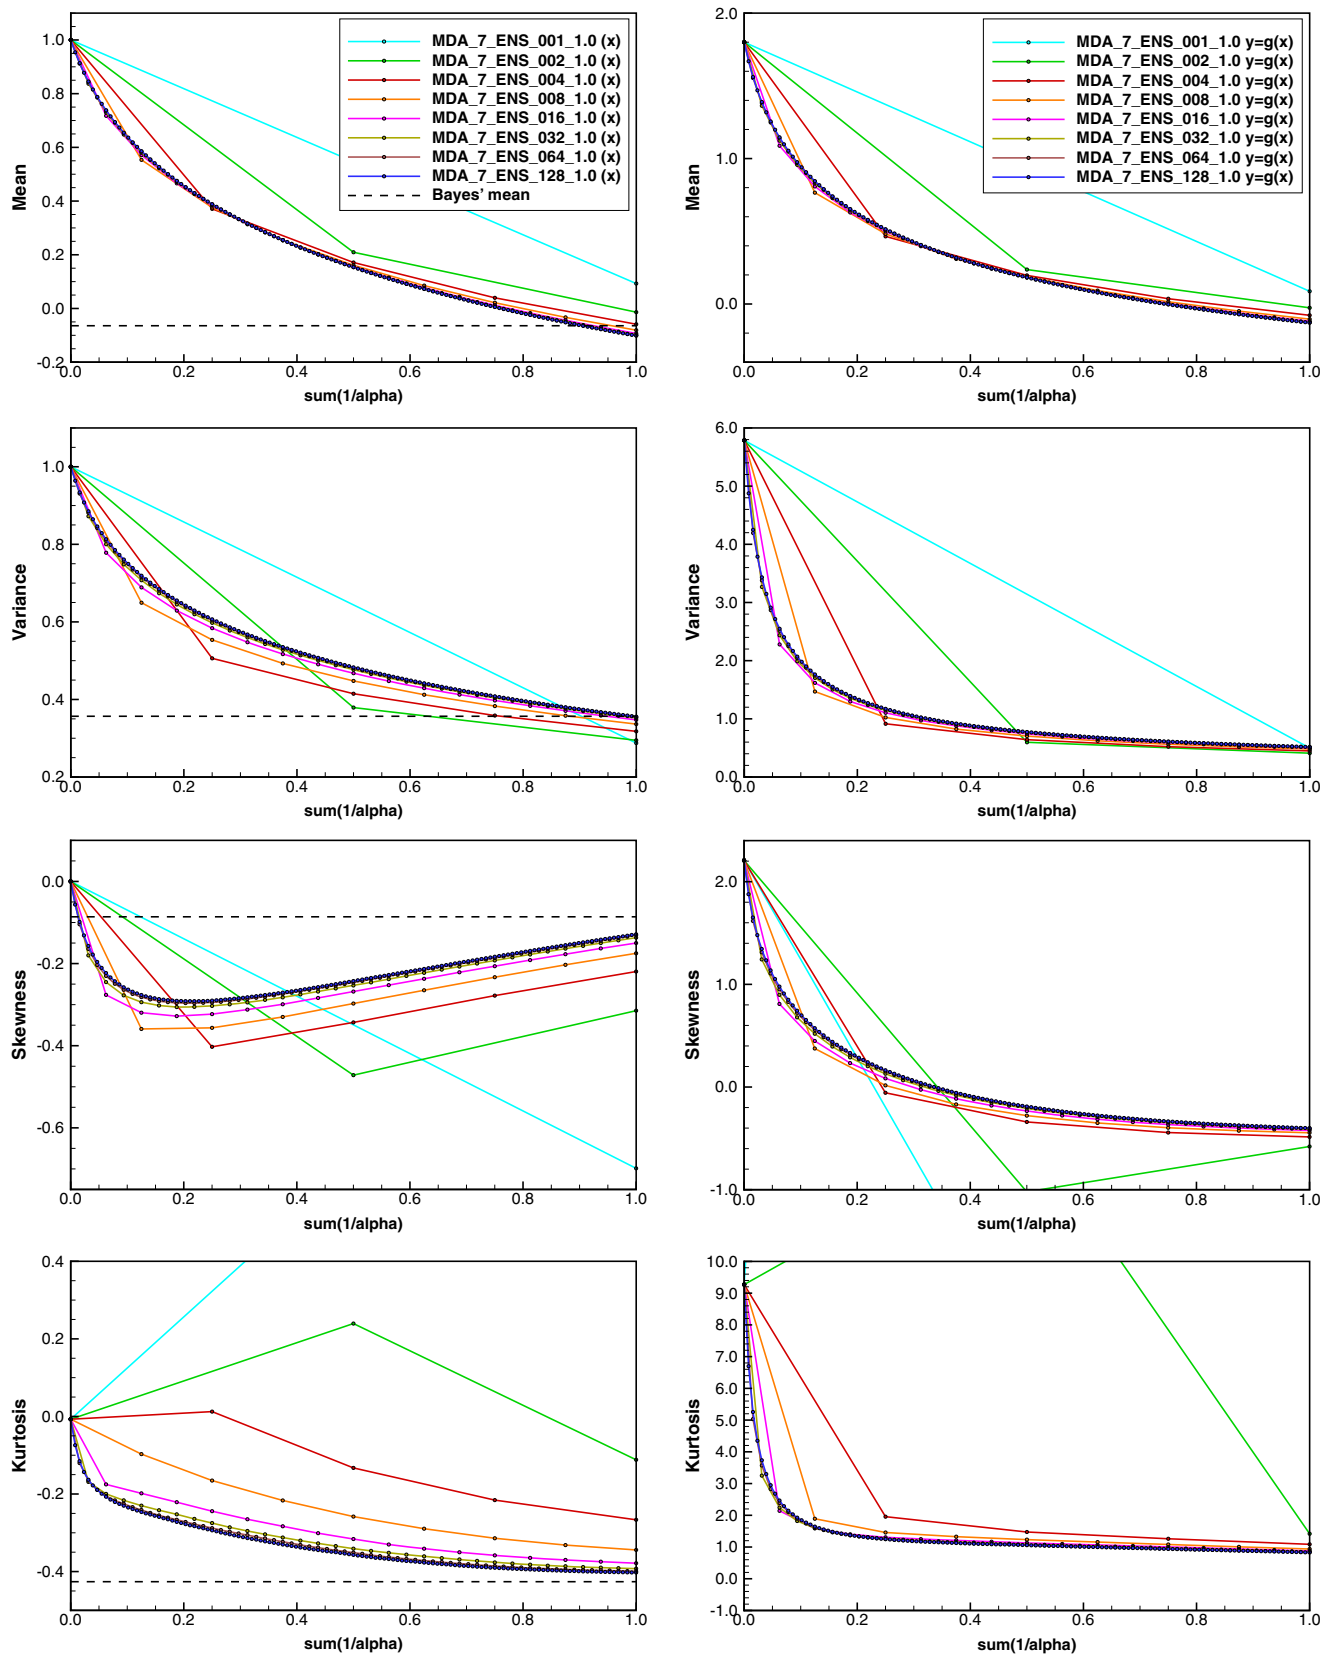 Mean
1.0
0.8
0.6
0.4
0.2
0.0
-0.2
MDA_7_ENS_001_1.0 (x)
MDA_7_ENS_002_1.0 (x)
MDA_7_ENS_004_1.0 (x)
MDA_7_ENS_008_1.0 (x)
MDA_7_ENS_016_1.0 (x)
MDA_7_ENS_032_1.0 (x)
MDA_7_ENS_064_1.0 (x)
MDA_7_ENS_128_1.0 (x)
Bayes' mean
0.0 0.2 0.4 0.6 0.8 1.0
sum(1/alpha)
Mean
2.0
1.0
0.0
MDA_7_ENS_001_1.0 y=g(x)
MDA_7_ENS_002_1.0 y=g(x)
MDA_7_ENS_004_1.0 y=g(x)
MDA_7_ENS_008_1.0 y=g(x)
MDA_7_ENS_016_1.0 y=g(x)
MDA_7_ENS_032_1.0 y=g(x)
MDA_7_ENS_064_1.0 y=g(x)
MDA_7_ENS_128_1.0 y=g(x)
0.0 0.2 0.4 0.6 0.8 1.0
sum(1/alpha)
Variance
1.0
0.8
0.6
0.4
0.2
0.0 0.2 0.4 0.6 0.8 1.0
sum(1/alpha)
Variance
6.0
5.0
4.0
3.0
2.0
1.0
0.0
0.0 0.2 0.4 0.6 0.8 1.0
sum(1/alpha)
Skewness
0.0
-0.2
-0.4
-0.6
0.0 0.2 0.4 0.6 0.8 1.0
sum(1/alpha)
Skewness
2.0
1.0
0.0
-1.0
0.0 0.2 0.4 0.6 0.8 1.0
sum(1/alpha)
Kurtosis
0.4
0.2
0.0
-0.2
-0.4
0.0 0.2 0.4 0.6 0.8 1.0
sum(1/alpha)
Kurtosis
10.0
9.0
8.0
7.0
6.0
5.0
4.0
3.0
2.0
1.0
0.0
-1.0
0.0 0.2 0.4 0.6 0.8 1.0
sum(1/alpha)